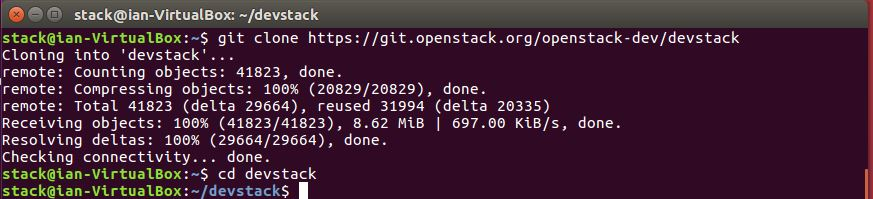 stack@ian-VirtualBox: ~/devstack
stack@ian-VirtualBox:~$ git clone https://git.openstack.org/openstack-dev/devstack
Cloning into 'devstack'...
remote: Counting objects: 41823, done.
remote: Compressing objects: 100% (20829/20829), done.
remote: Total 41823 (delta 29664), reused 31994 (delta 20335)
Receiving objects: 100% (41823/41823), 8.62 MiB | 697.00 KiB/s, done.
Resolving deltas: 100% (29664/29664), done.
Checking connectivity... done.
stack@ian-VirtualBox:~$ cd devstack
stack@ian-VirtualBox:~/devstack$